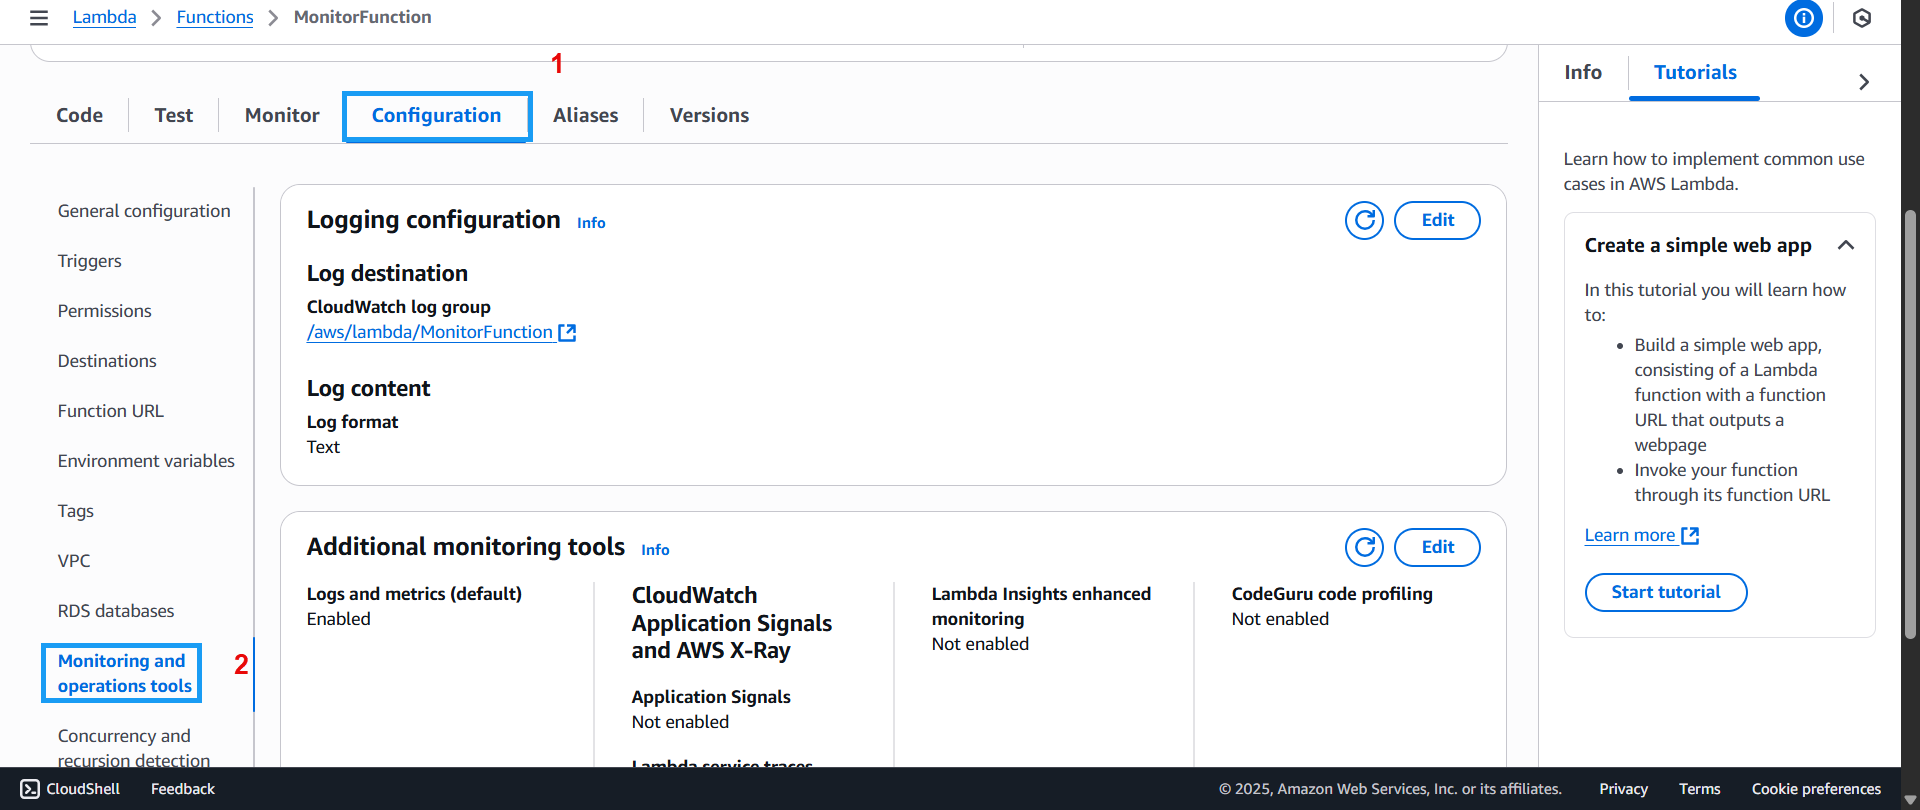 Lambda > Functions > MonitorFunction
1
Code Test Monitor Configuration Aliases Versions
General configuration
Triggers
Permissions
Destinations
Function URL
Environment variables
Tags
VPC
RDS databases
Monitoring and
operations tools
2
Concurrency and
recursion detection
Logging configuration Info
Edit
Log destination
CloudWatch log group
/aws/lambda/MonitorFunction
Log content
Log format
Text
Additional monitoring tools Info
Edit
Logs and metrics (default)
Enabled
CloudWatch
Application Signals
and AWS X-Ray
Application Signals
Not enabled
Lambda service traces
Lambda Insights enhanced
monitoring
Not enabled
CodeGuru code profiling
Not enabled
Info Tutorials
Learn how to implement common use
cases in AWS Lambda.
Create a simple web app
In this tutorial you will learn how
to:
• Build a simple web app,
consisting of a Lambda
function with a function
URL that outputs a
webpage
• Invoke your function
through its function URL
Learn more
Start tutorial
CloudShell Feedback © 2025, Amazon Web Services, Inc. or its affiliates. Privacy Terms Cookie preferences